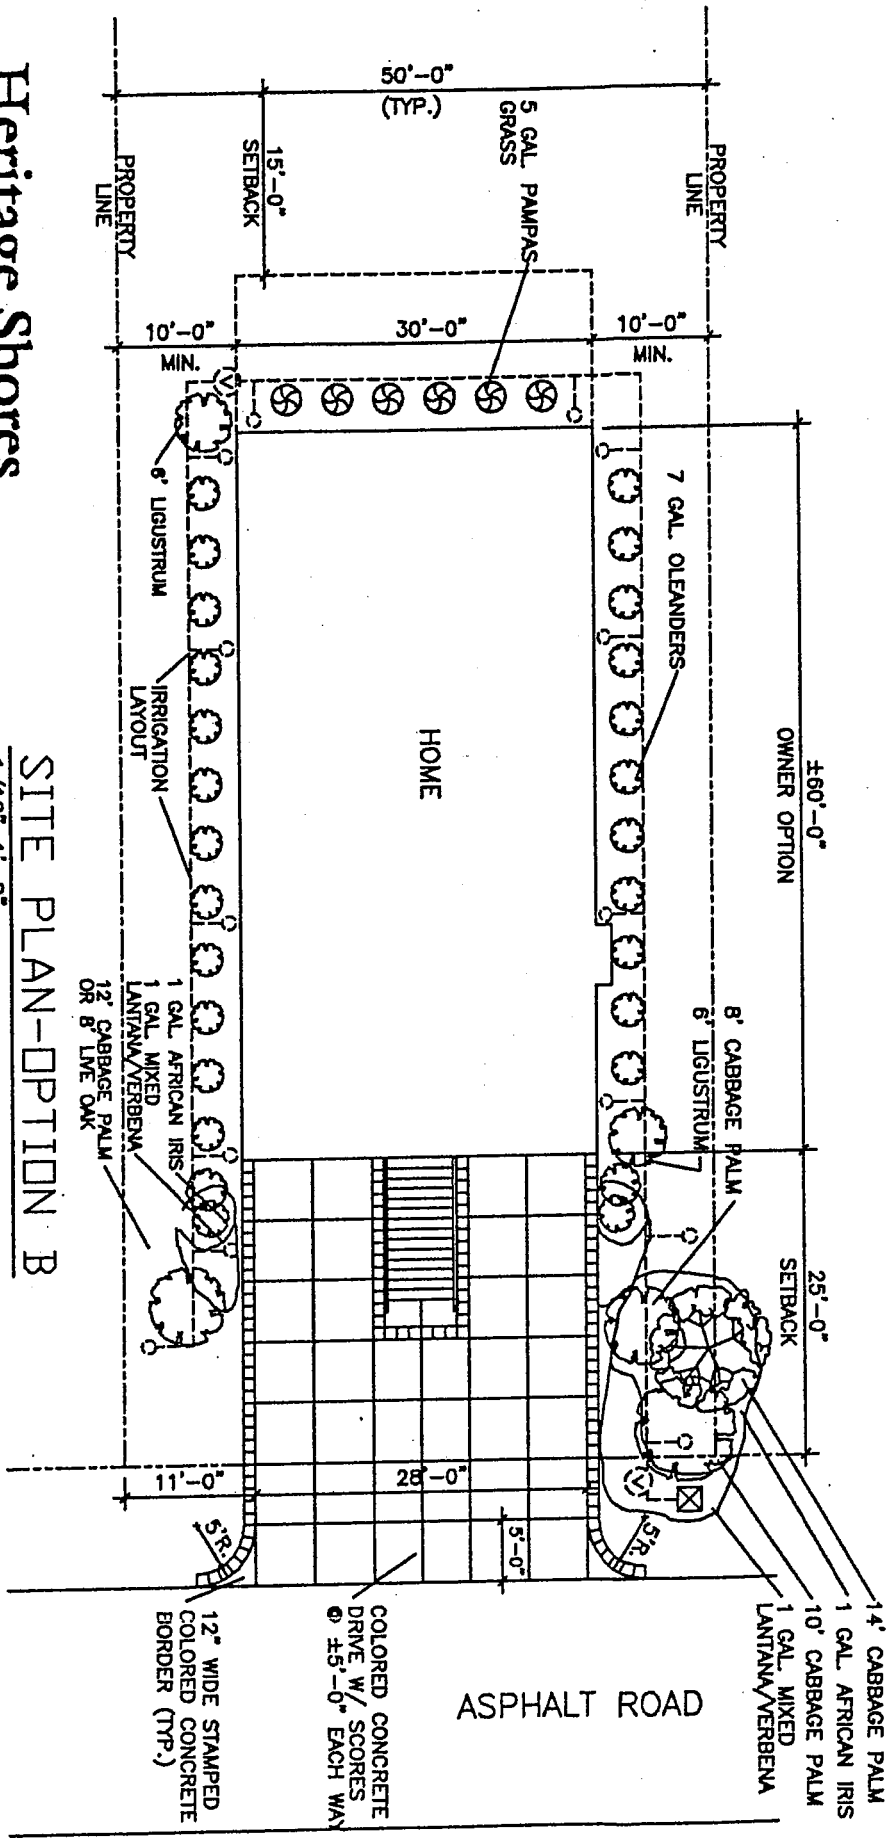 14' CABBAGE PALM
1 GAL. AFRICAN IRIS
10' CABBAGE PALM
1 GAL. MIXED
LANTANA/VERBENA
±60'-0"
OWNER OPTION
25'-0"
SETBACK
PROPERTY
LINE
7 GAL. OLEANDERS
8' CABBAGE PALM
6' LIGUSTRUM
10'-0"
MIN.
5 GAL. PAMPAS
GRASS
50'-0"
(TYP.)
30'-0"
HOME
ASPHALT ROAD
5'R.
5'-0"
28'-0"
COLORED CONCRETE
DRIVE W/ SCORES
@ ±5'-0" EACH WAY
15'-0"
SETBACK
10'-0"
MIN.
6' LIGUSTRUM
IRRIGATION
LAYOUT
1 GAL. AFRICAN IRIS
1 GAL. MIXED
LANTANA/VERBENA
12' CABBAGE PALM
OR 8' LIVE OAK
11'-0"
5'R.
12" WIDE STAMPED
COLORED CONCRETE
BORDER (TYP.)
PROPERTY
LINE
SITE PLAN-OPTION B
Heritage Shores